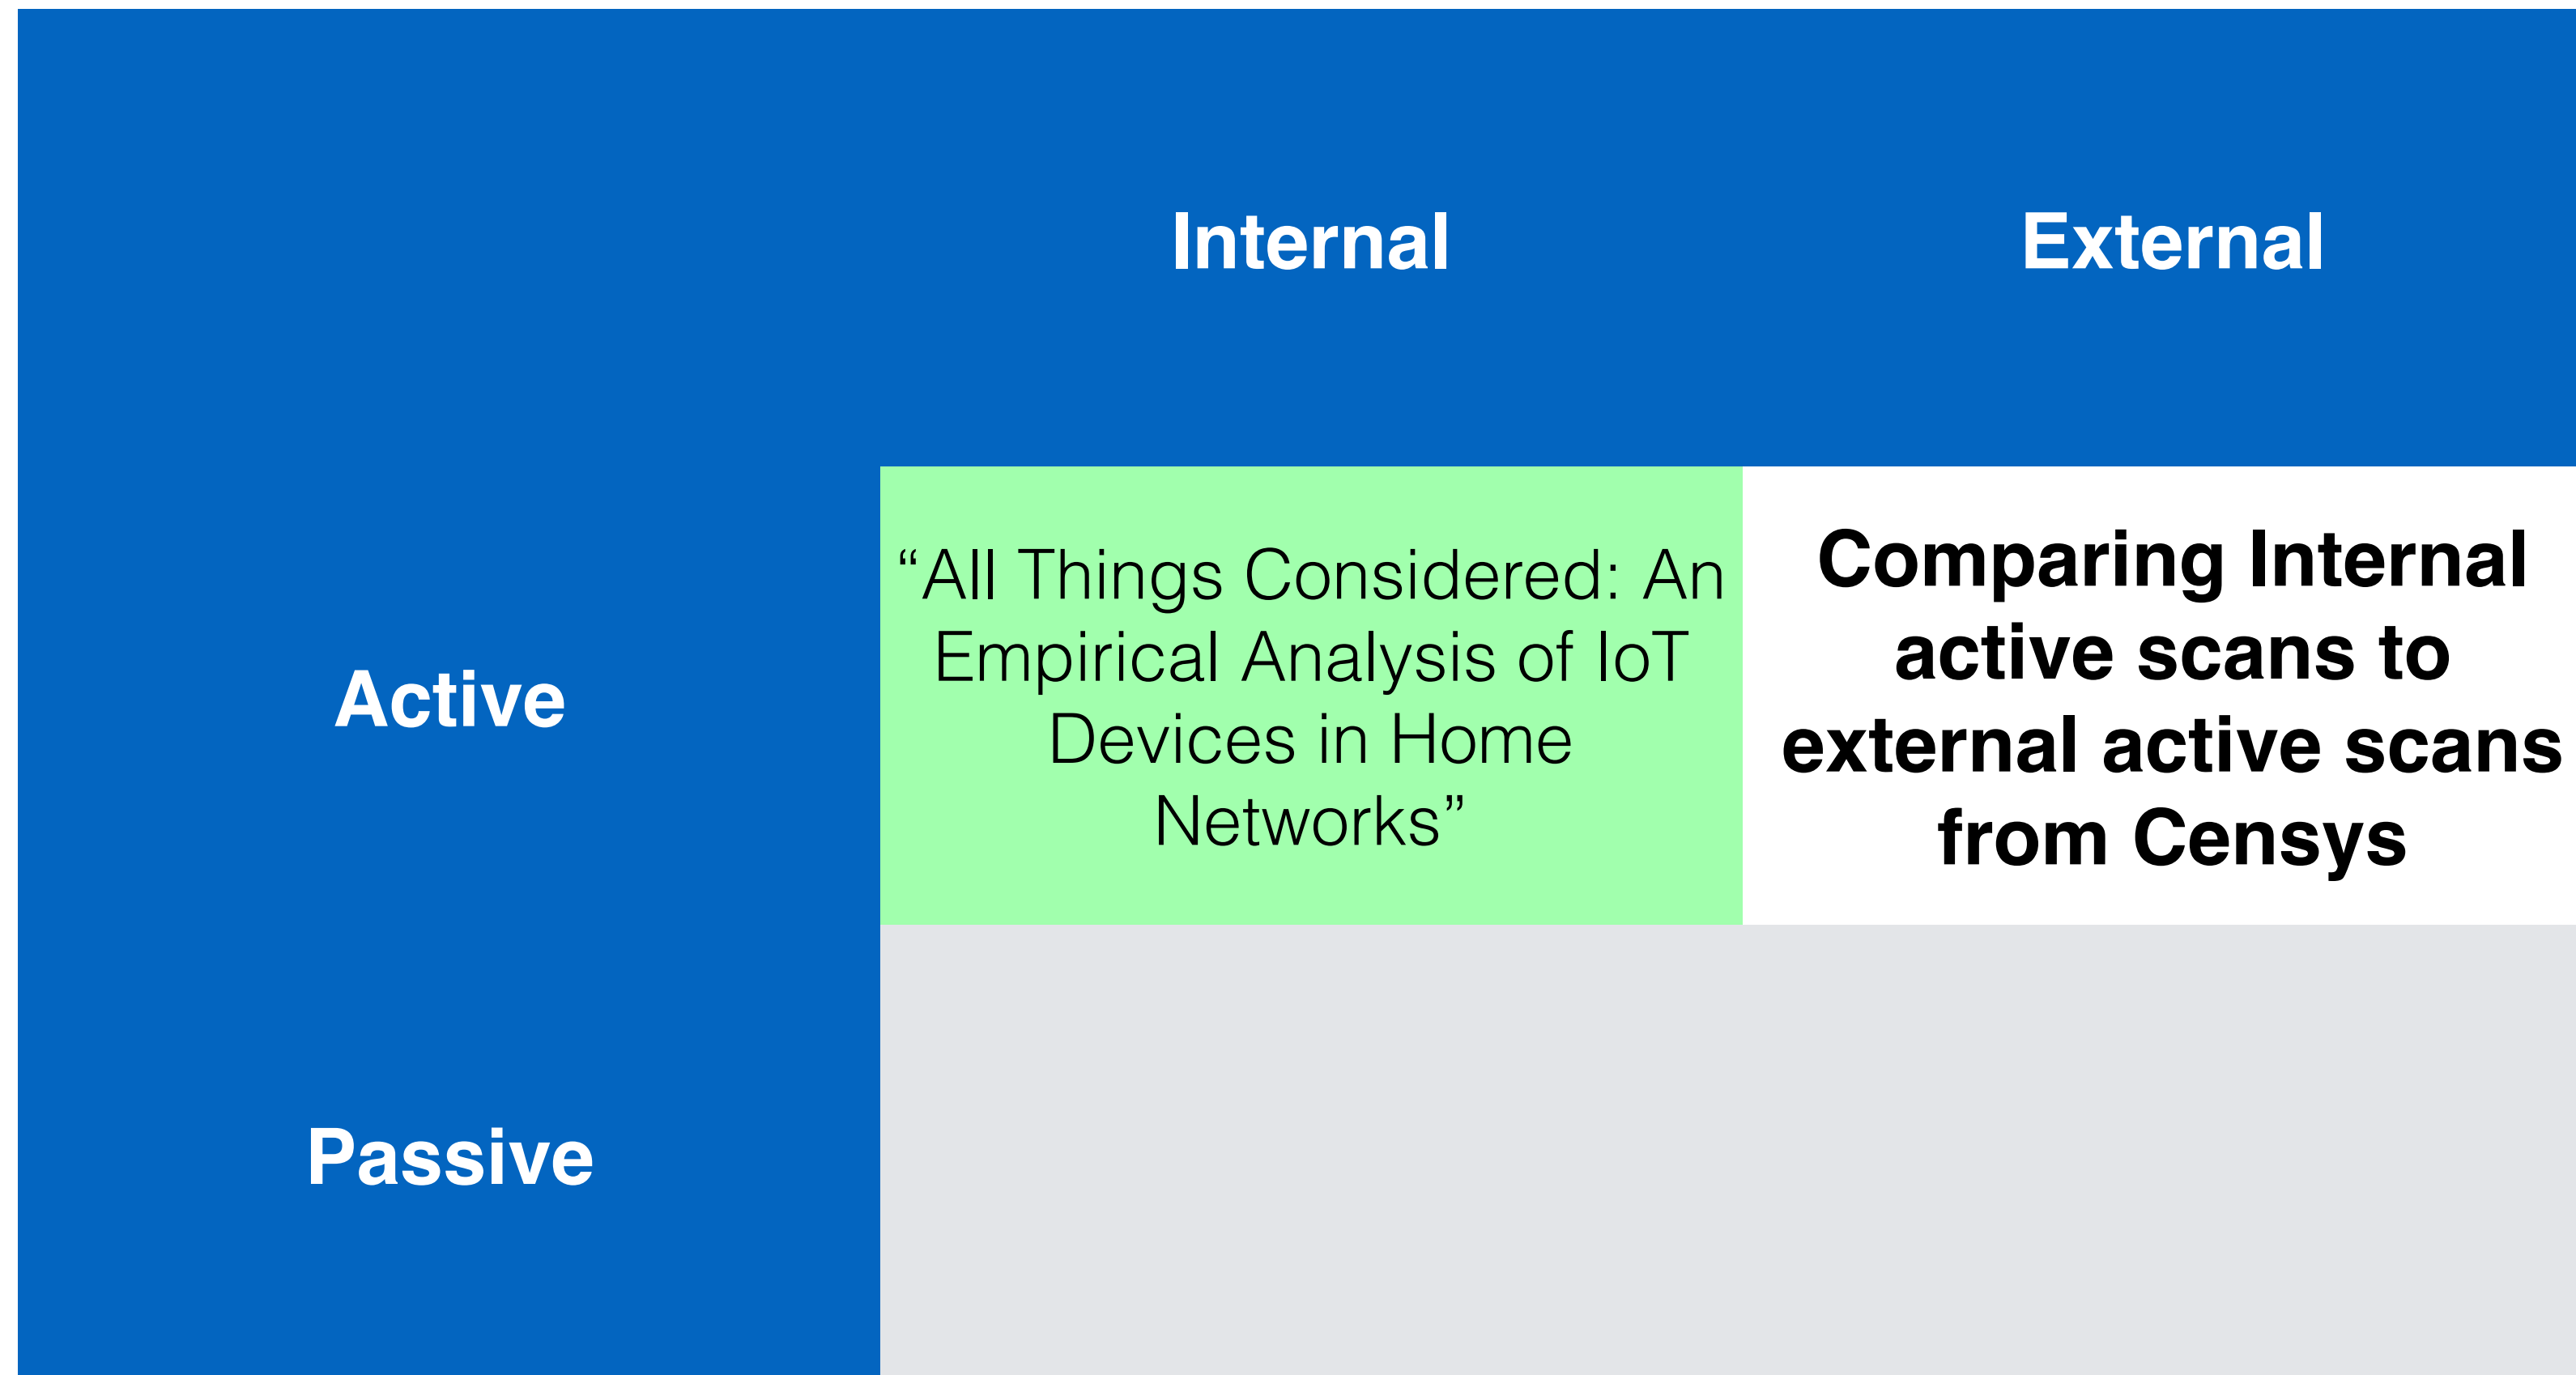 Internal
External
Active
“All Things Considered: An
Empirical Analysis of IoT
Devices in Home
Networks”
Comparing Internal
active scans to
external active scans
from Censys
Passive